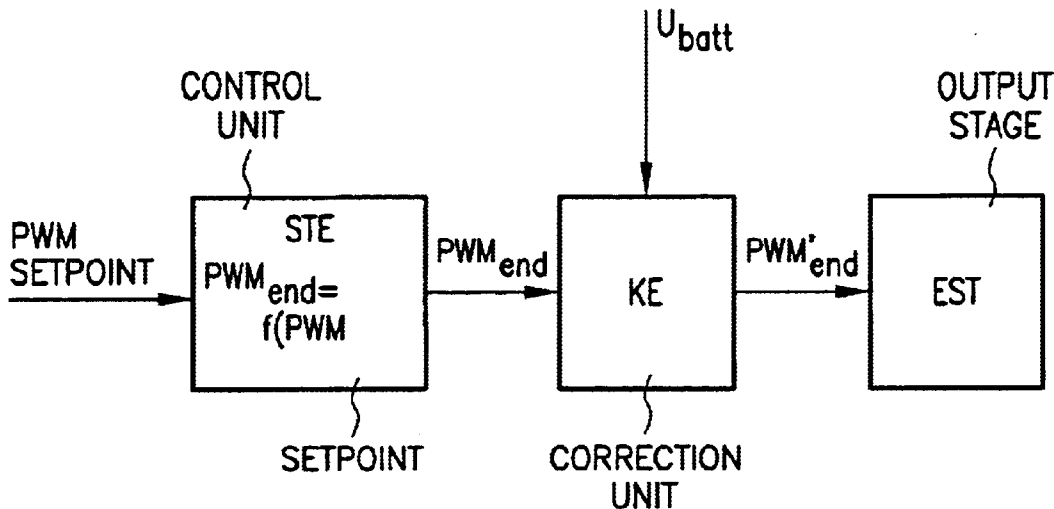 U_batt
CONTROL
UNIT
OUTPUT
STAGE
PWM
SETPOINT
STE
PWM_end=
f(PWM
PWM_end
KE
PWM'_end
EST
SETPOINT
CORRECTION
UNIT